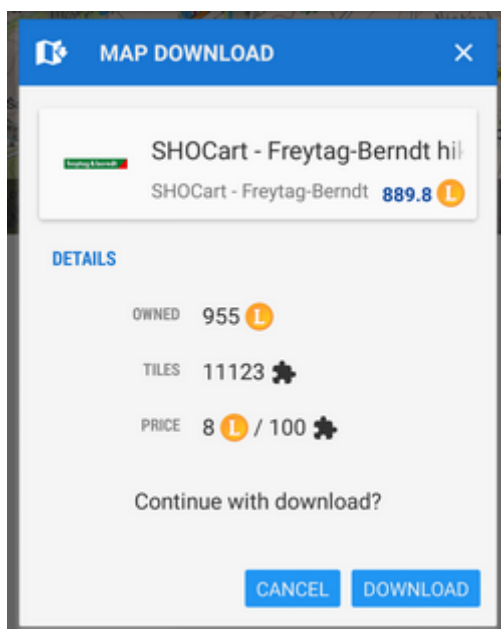 MAP DOWNLOAD
SHOCart - Freytag-Berndt hi
SHOCart - Freytag-Berndt 889.8 L
DETAILS
OWNED 955 L
TILES 11123
PRICE 8 L / 100
Continue with download?
CANCEL DOWNLOAD